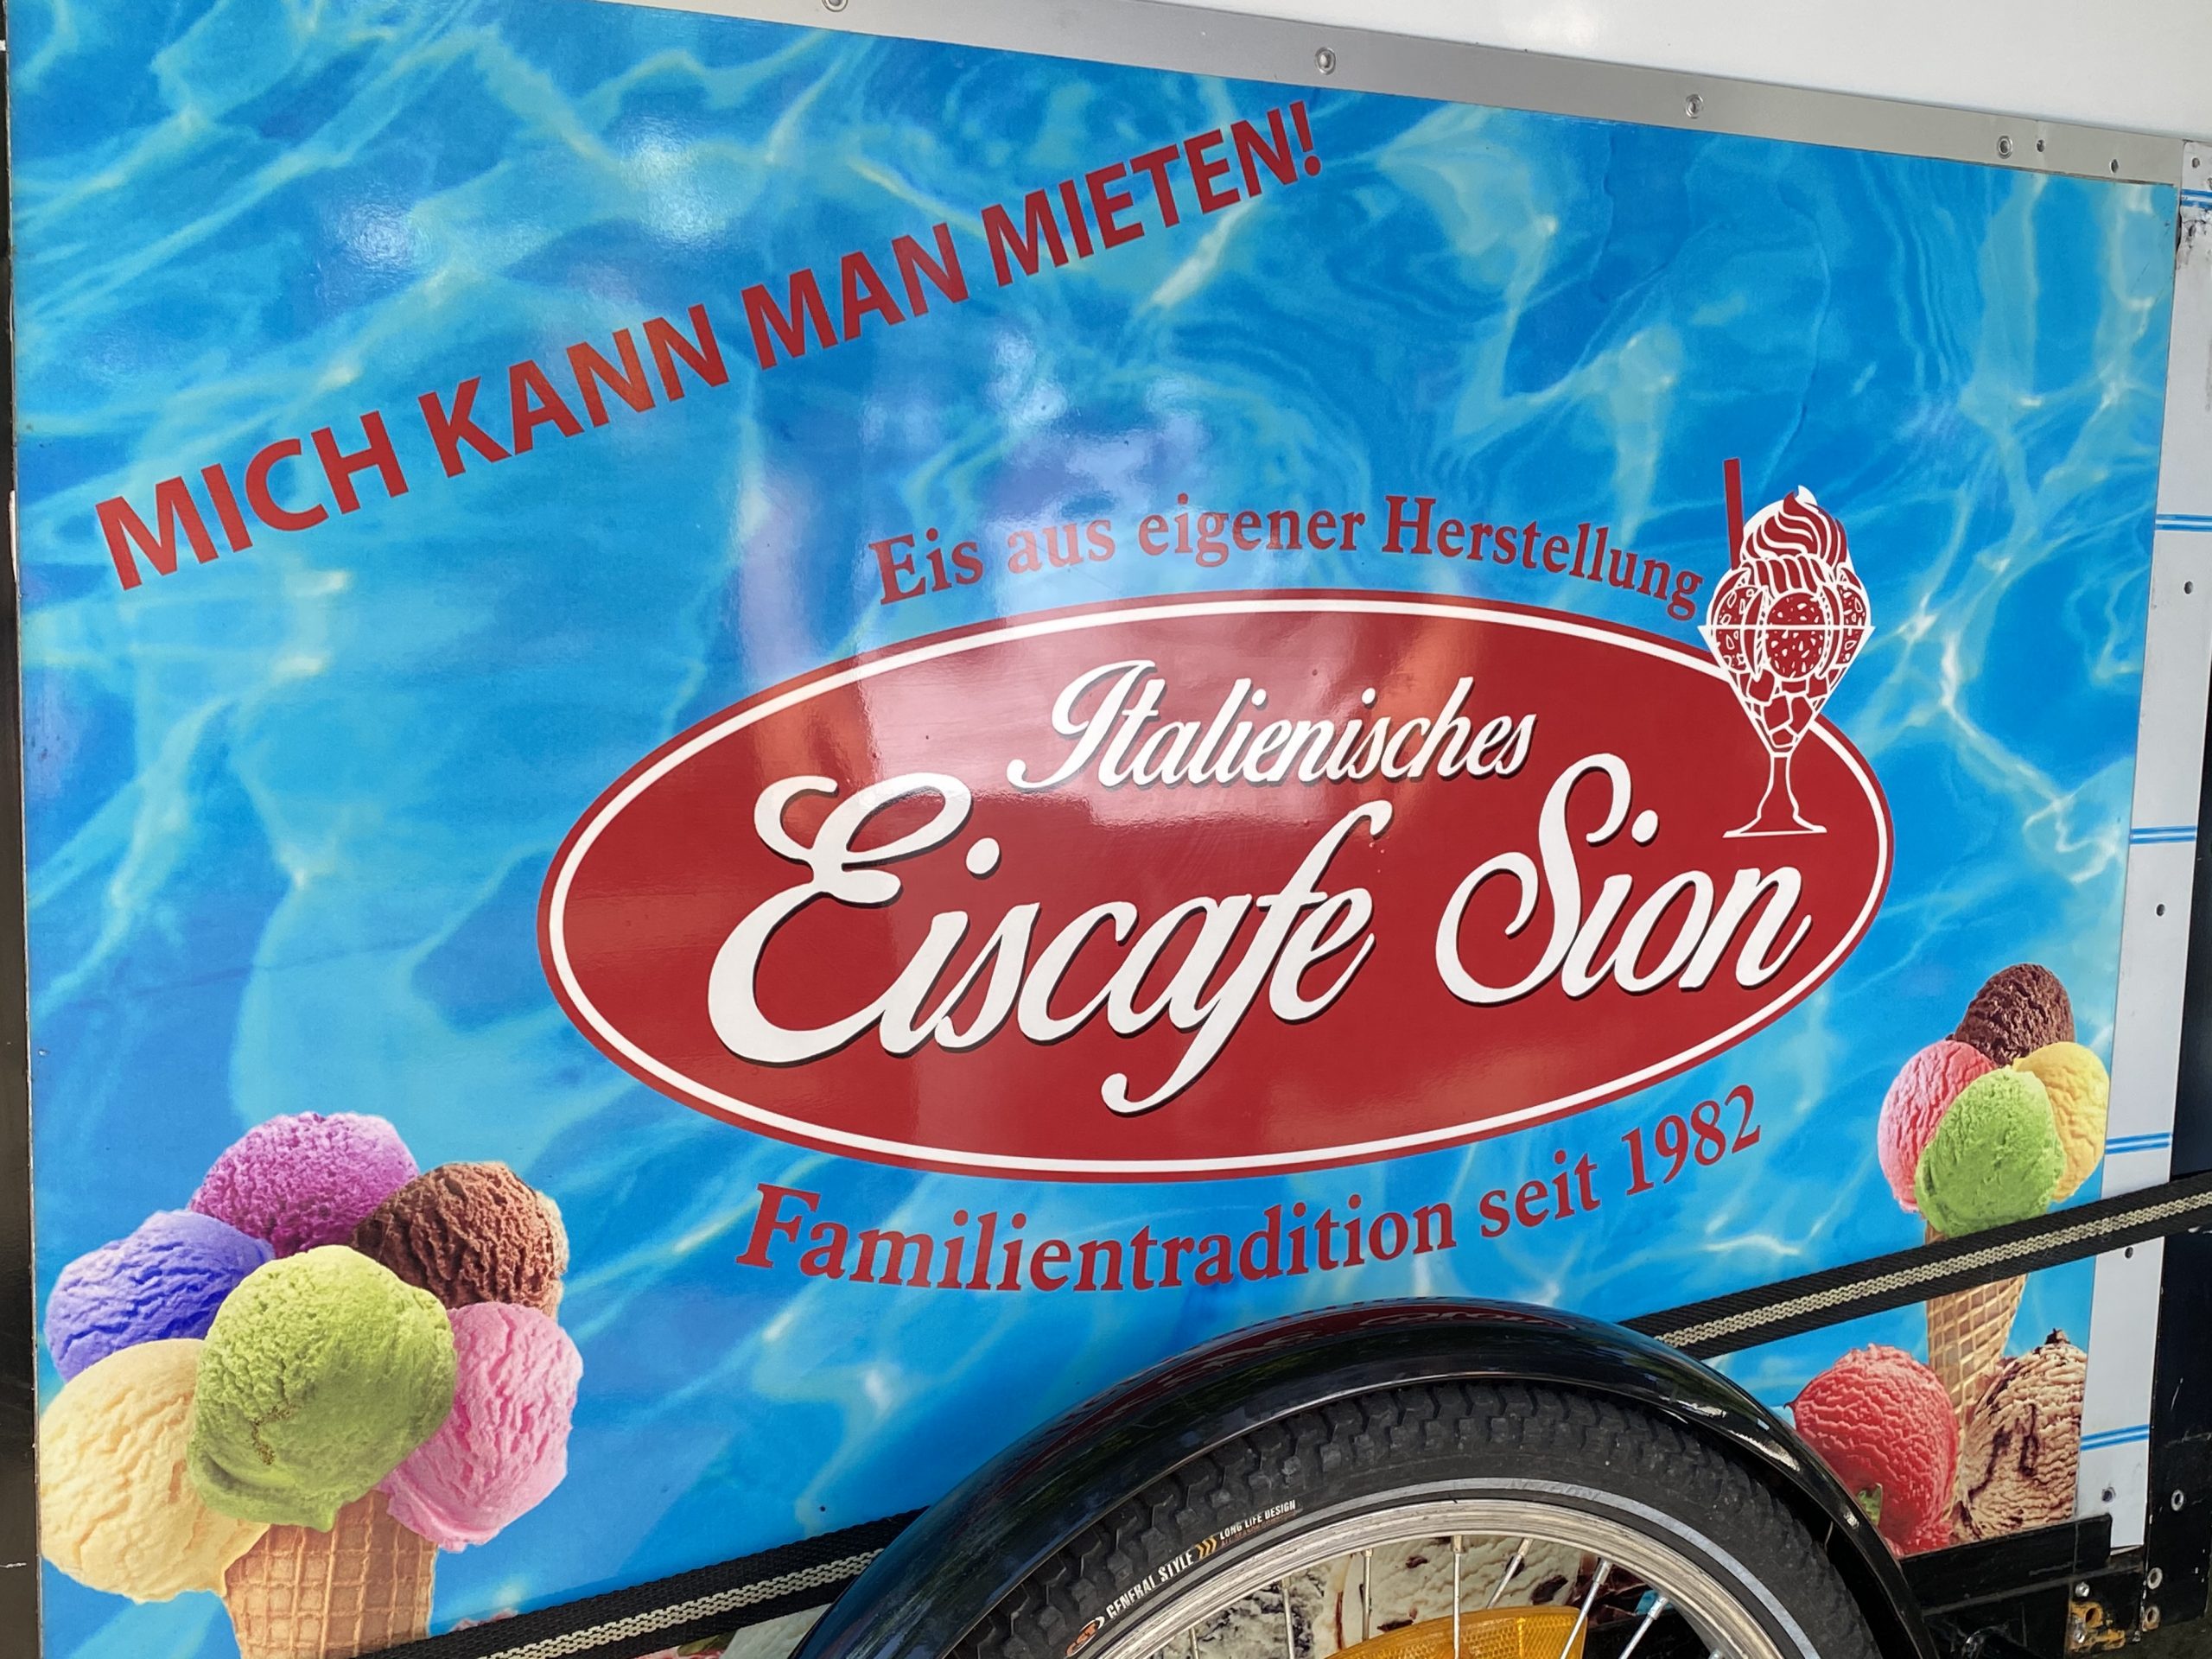 MICH KANN MAN MIETEN!
Eis aus eigener Herstellung
Italienisches
Eiscafe Sion
Familientradition seit 1982
CST GENERAL STYLE LONG LIFE DESIGN